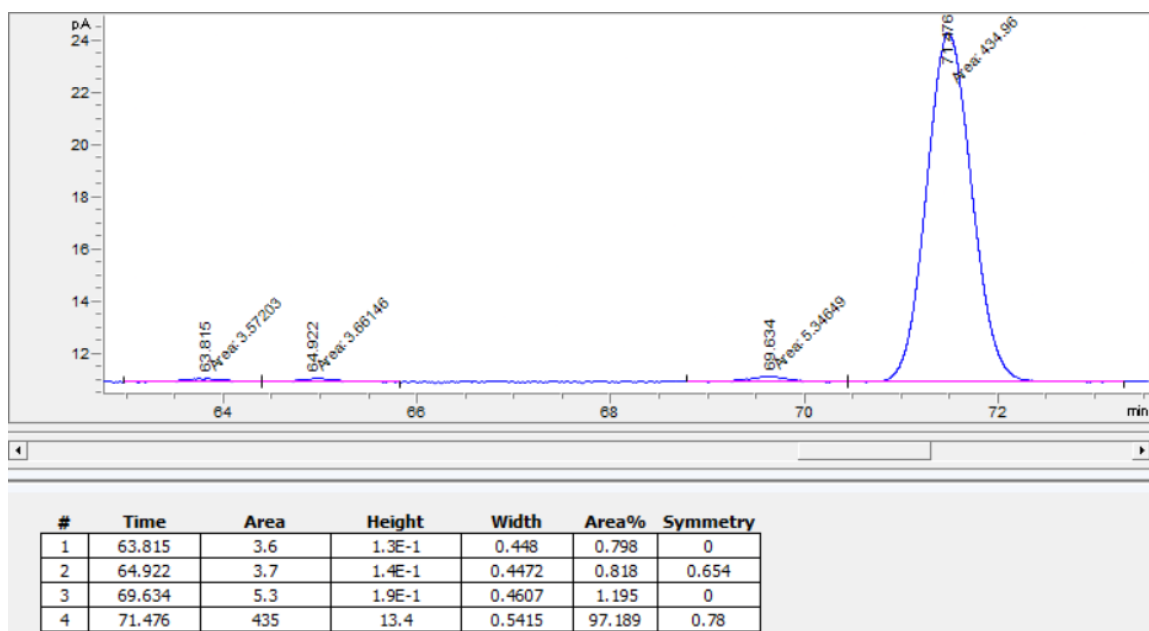 pA
24
22
20
18
16
14
12
63.815
Area: 3.57203
64.922
Area: 3.66146
69.634
Area: 5.34649
71.476
Area: 434.96
64 66 68 70 72 min
# Time Area Height Width Area% Symmetry
1 63.815 3.6 1.3E-1 0.448 0.798 0
2 64.922 3.7 1.4E-1 0.4472 0.818 0.654
3 69.634 5.3 1.9E-1 0.4607 1.195 0
4 71.476 435 13.4 0.5415 97.189 0.78